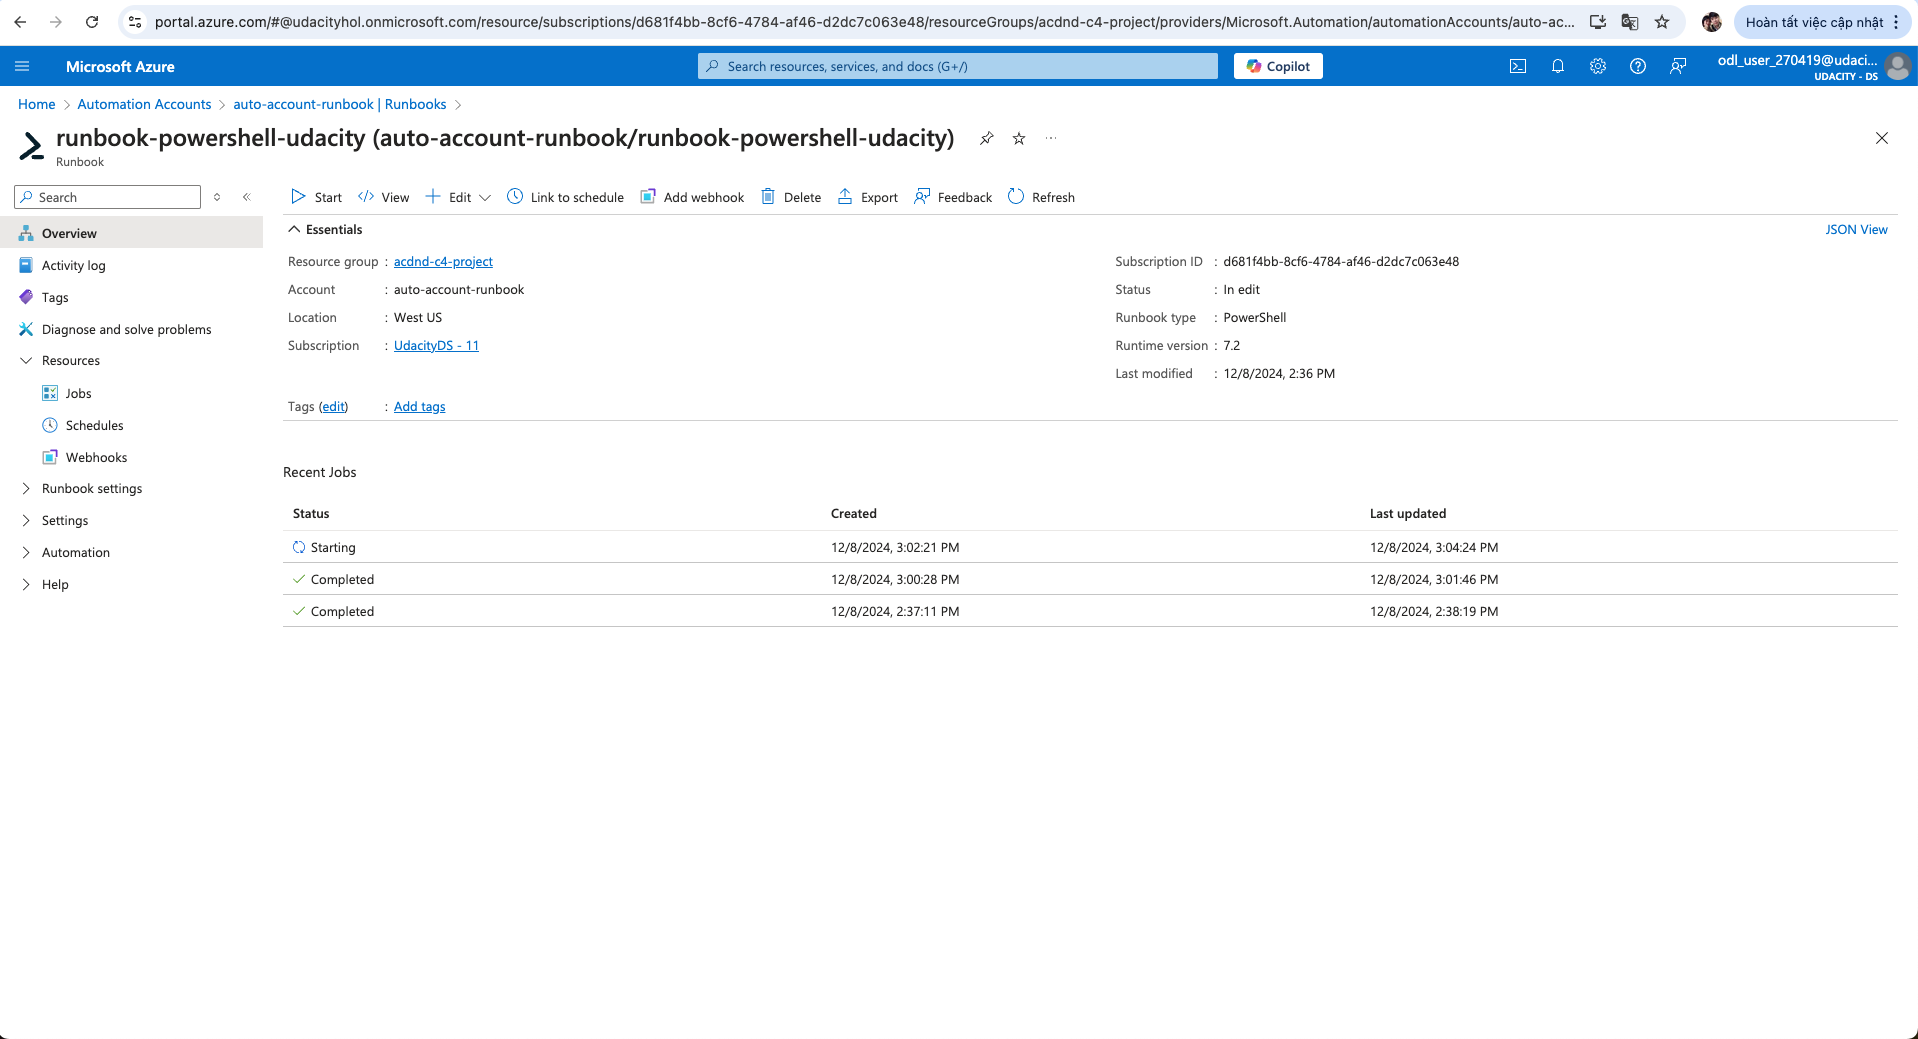 portal.azure.com/#@udacityhol.onmicrosoft.com/resource/subscriptions/d681f4bb-8cf6-4784-af46-d2dc7c063e48/resourceGroups/acdnd-c4-project/providers/Microsoft.Automation/automationAccounts/auto-ac...
Hoàn tất việc cập nhật
Microsoft Azure
Search resources, services, and docs (G+/)
Copilot
odl_user_270419@udaci...
UDACITY - DS
Home > Automation Accounts > auto-account-runbook | Runbooks >
runbook-powershell-udacity (auto-account-runbook/runbook-powershell-udacity)
Runbook
Search
Start
View
Edit
Link to schedule
Add webhook
Delete
Export
Feedback
Refresh
Overview
Activity log
Tags
Diagnose and solve problems
Resources
Jobs
Schedules
Webhooks
Runbook settings
Settings
Automation
Help
Essentials
JSON View
Resource group : acdnd-c4-project
Account : auto-account-runbook
Location : West US
Subscription : UdacityDS - 11
Subscription ID : d681f4bb-8cf6-4784-af46-d2dc7c063e48
Status : In edit
Runbook type : PowerShell
Runtime version : 7.2
Last modified : 12/8/2024, 2:36 PM
Tags (edit) : Add tags
Recent Jobs
Status Created Last updated
Starting 12/8/2024, 3:02:21 PM 12/8/2024, 3:04:24 PM
Completed 12/8/2024, 3:00:28 PM 12/8/2024, 3:01:46 PM
Completed 12/8/2024, 2:37:11 PM 12/8/2024, 2:38:19 PM